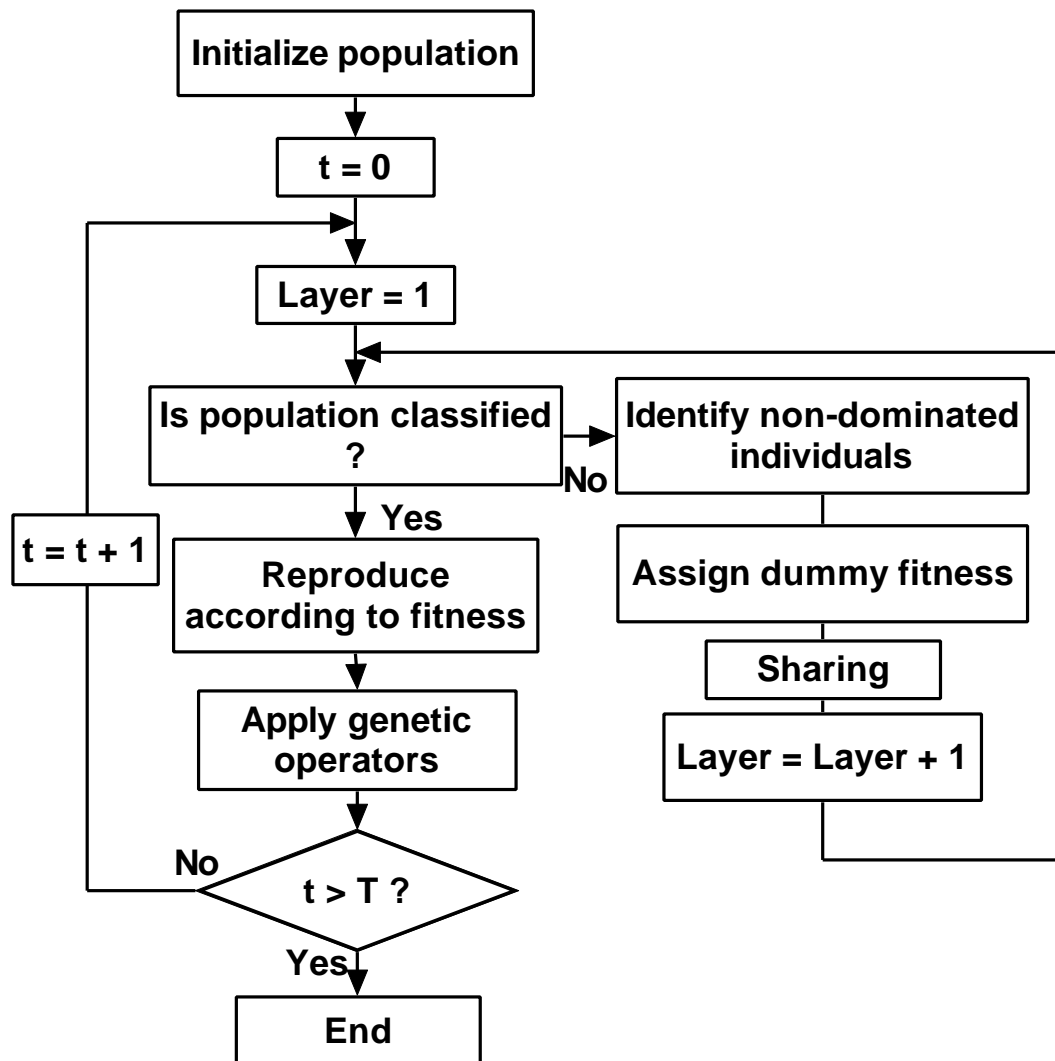 Initialize population
t = 0
Layer = 1
Is population classified
?
No
Identify non-dominated
individuals
Yes
t = t + 1
Reproduce
according to fitness
Assign dummy fitness
Sharing
Apply genetic
operators
Layer = Layer + 1
No
t > T ?
Yes
End